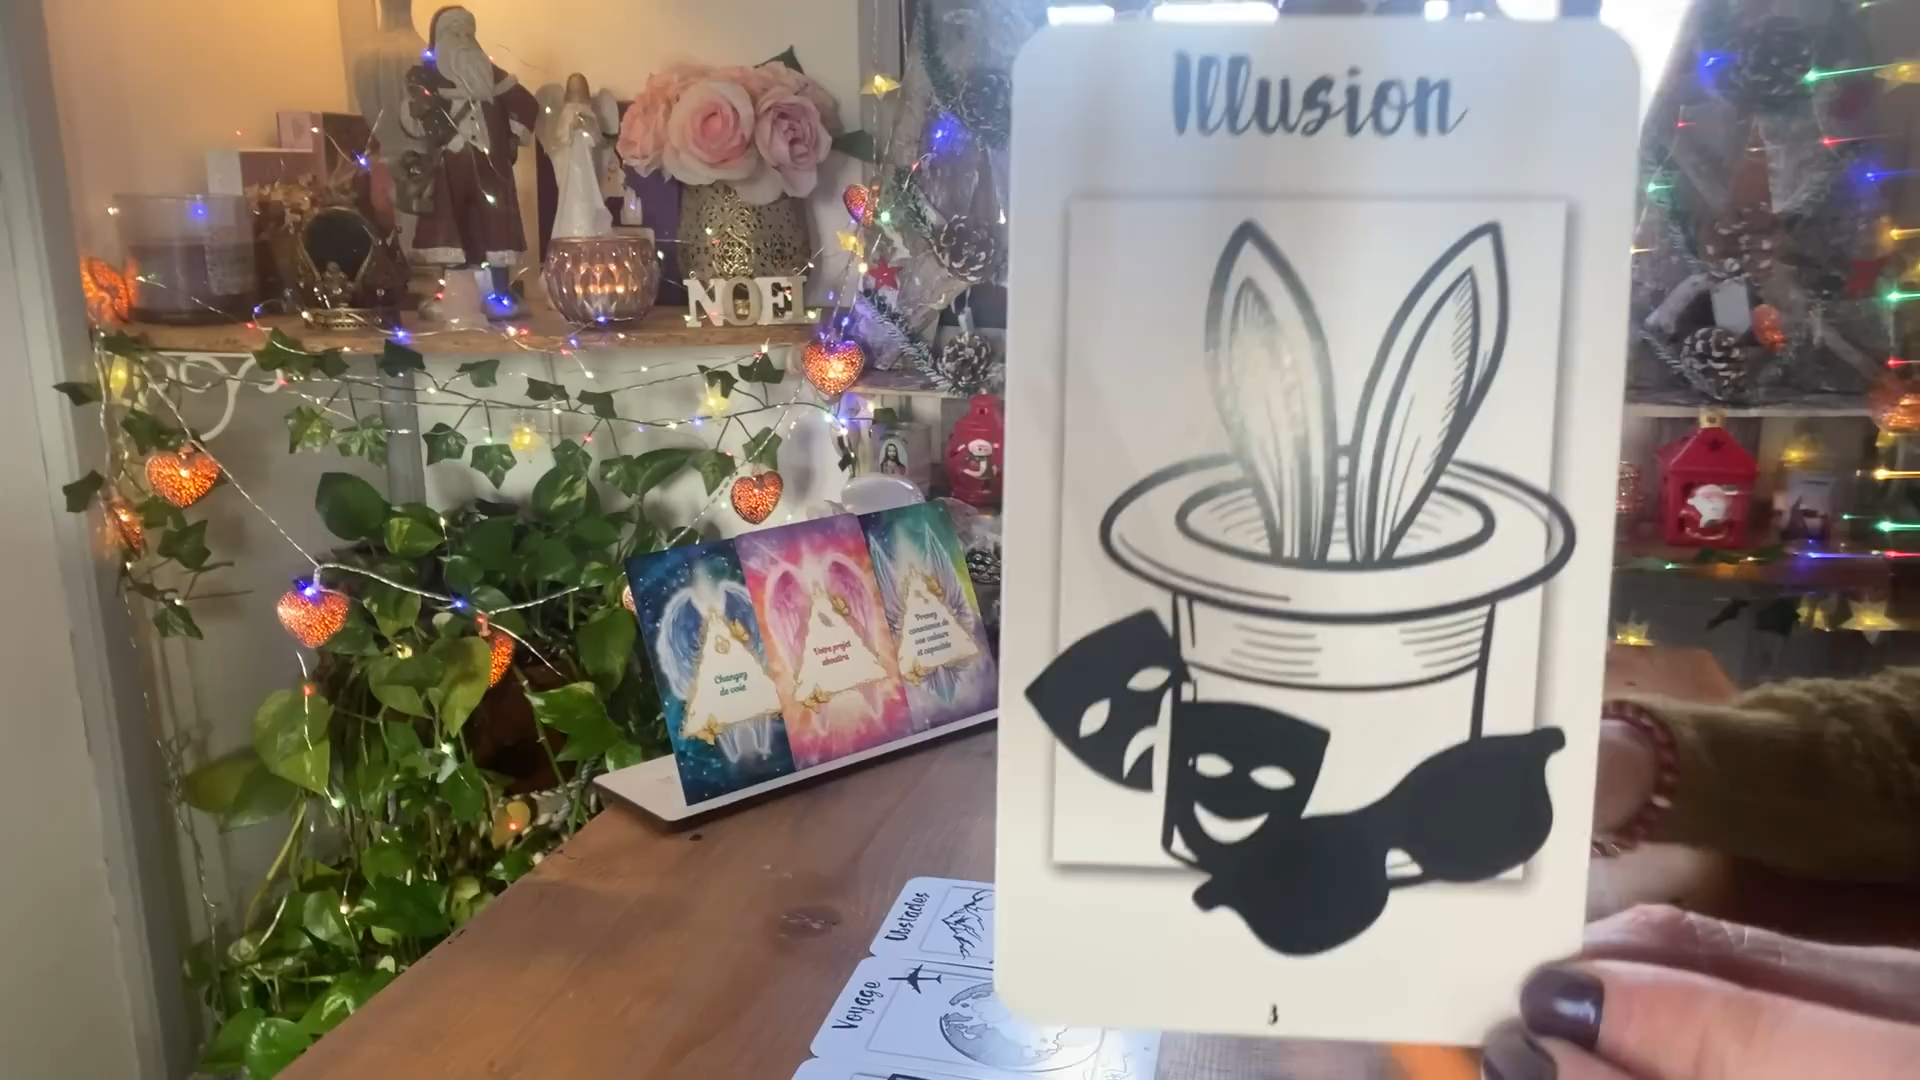 Illusion
NOEL
Changez
de voie
Votre projet
aboutira
Prenez
conscience de
vos valeurs
et capacités
Obstacles
Voyage